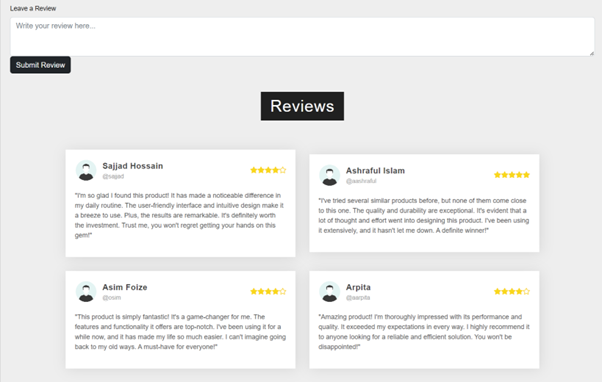 Leave a Review
Write your review here...
Submit Review
Reviews
Sajjad Hossain
@sajjad
"I'm so glad I found this product! It has made a noticeable difference in
my daily routine. The user-friendly interface and intuitive design make it
a breeze to use. Plus, the results are remarkable. It's definitely worth
the investment. Trust me, you won't regret getting your hands on this
gem!"
Ashraful Islam
@aashraful
"I've tried several similar products before, but none of them come close
to this one. The quality and durability are exceptional. It's evident that a
lot of thought and effort went into designing this product. I've been using
it extensively, and it hasn't let me down. A definite winner!"
Asim Foize
@osim
"This product is simply fantastic! It's a game-changer for me. The
features and functionality it offers are top-notch. I've been using it for a
while now, and it has made my life so much easier. I can't imagine going
back to my old ways. A must-have for everyone!"
Arpita
@aarpita
"Amazing product! I'm thoroughly impressed with its performance and
quality. It exceeded my expectations in every way. I highly recommend it
to anyone looking for a reliable and efficient solution. You won't be
disappointed!"